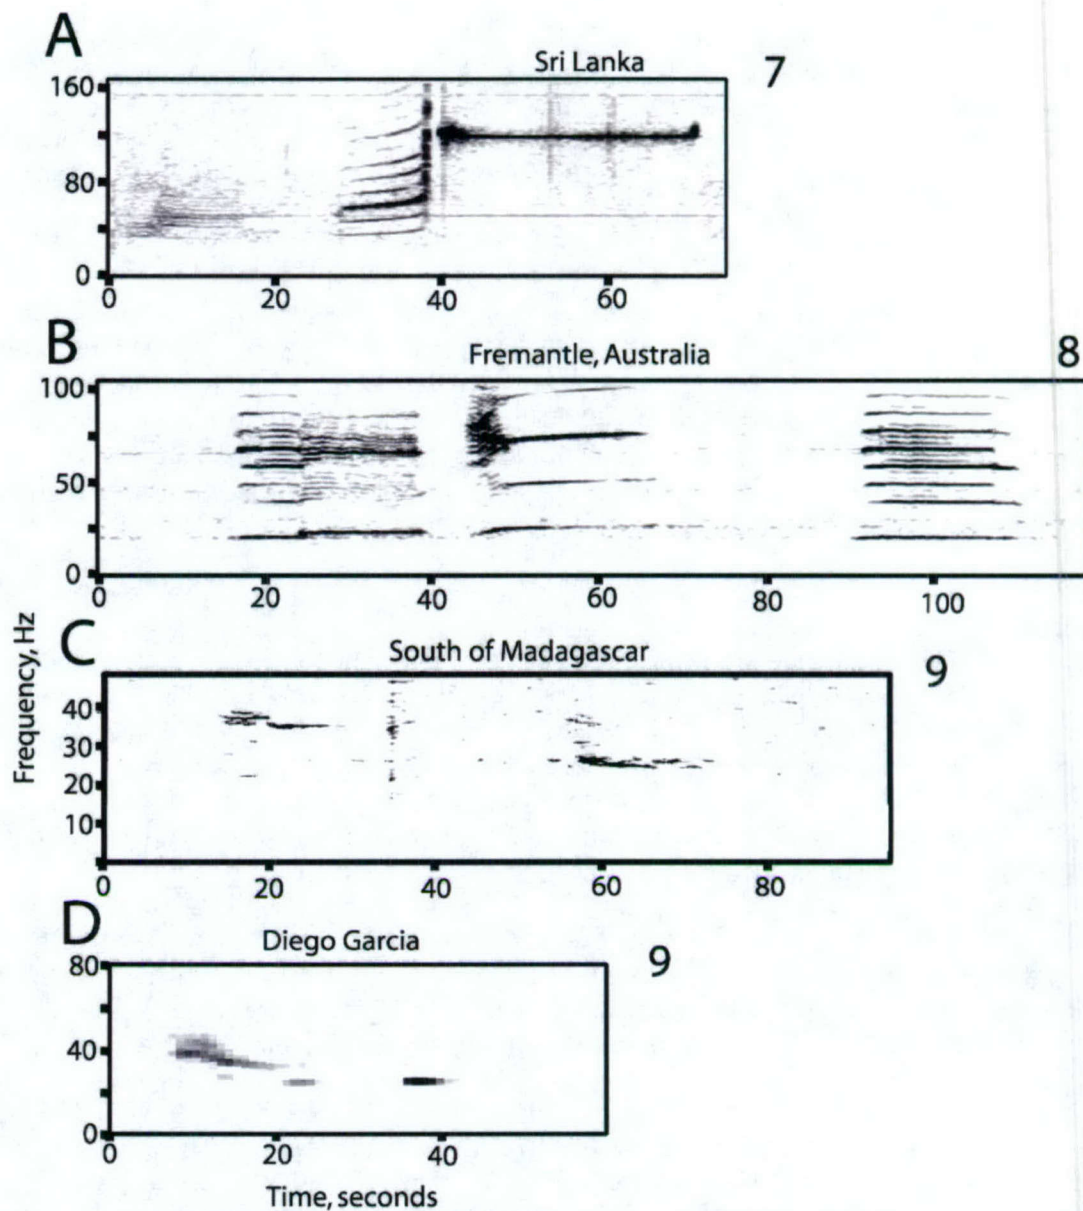 A
Sri Lanka
7
160
80
0
0 20 40 60
B
Fremantle, Australia
8
100
50
0
0 20 40 60 80 100
Frequency, Hz
C
South of Madagascar
9
40
30
20
10
0 20 40 60 80
D
Diego Garcia
9
80
40
0
0 20 40
Time, seconds